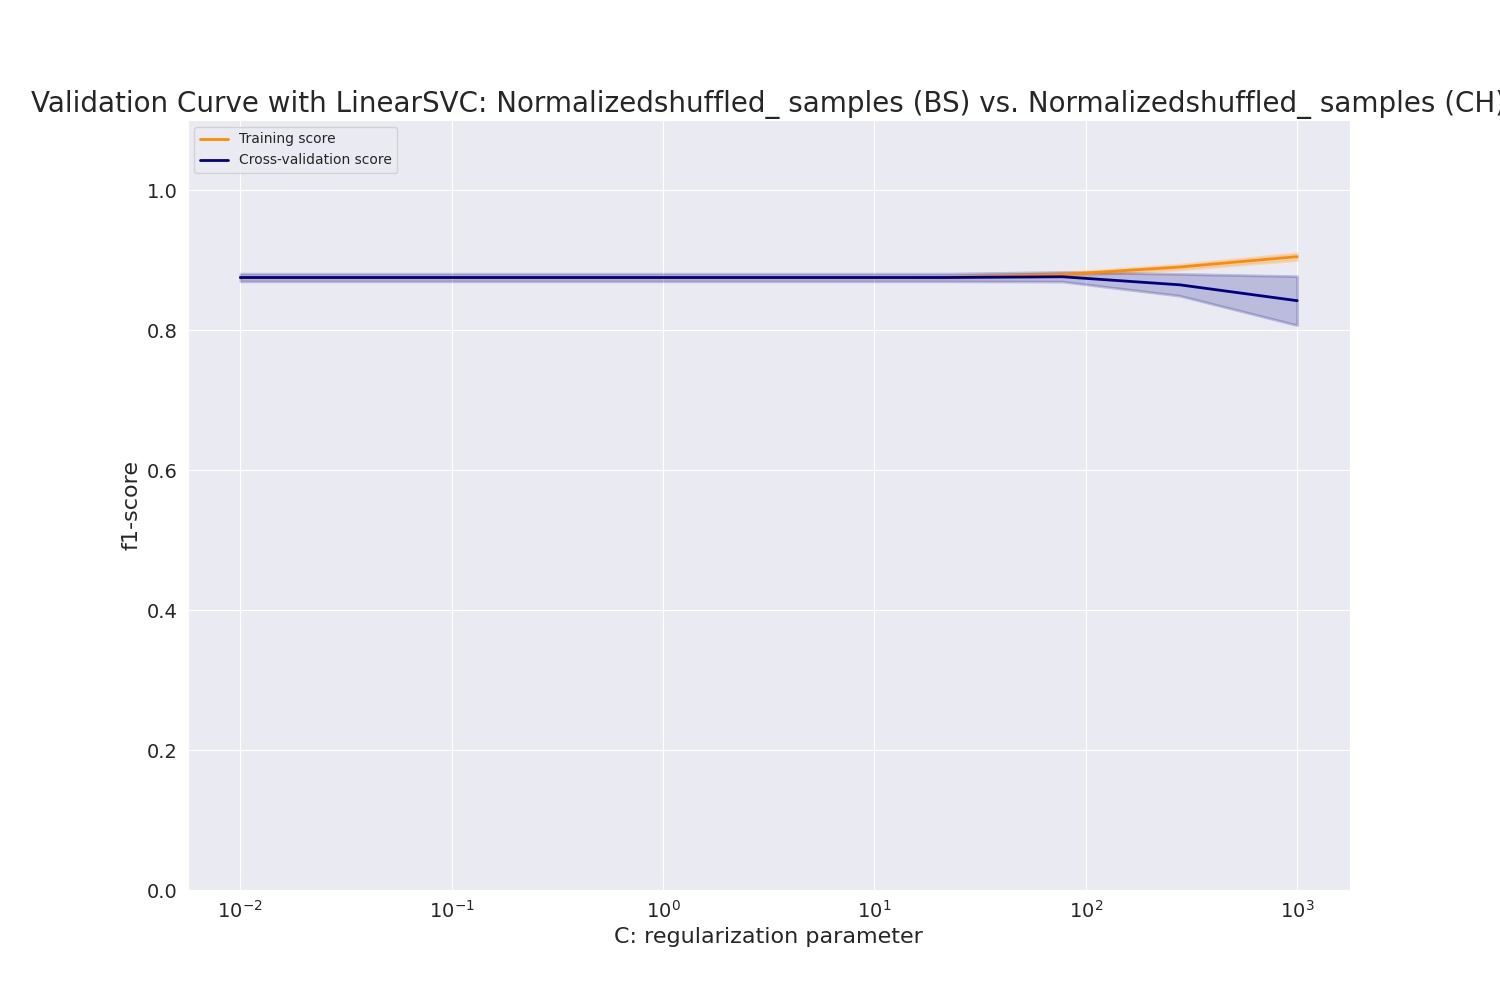 Validation Curve with LinearSVC: Normalizedshuffled_ samples (BS) vs. Normalizedshuffled_ samples (CH)
Training score
Cross-validation score
1.0
0.8
0.6
0.4
0.2
0.0
f1-score
10⁻² 10⁻¹ 10⁰ 10¹ 10² 10³
C: regularization parameter